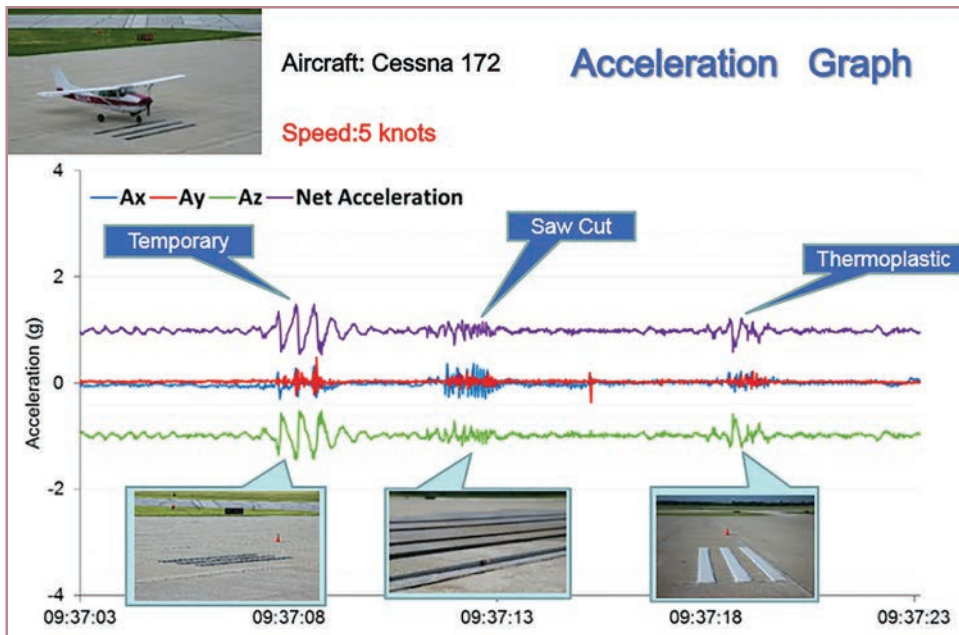 Aircraft: Cessna 172
Acceleration Graph
Speed:5 knots
4
Ax Ay Az Net Acceleration
Temporary
Saw Cut
Thermoplastic
2
Acceleration (g)
0
-2
-4
09:37:03 09:37:08 09:37:13 09:37:18 09:37:23